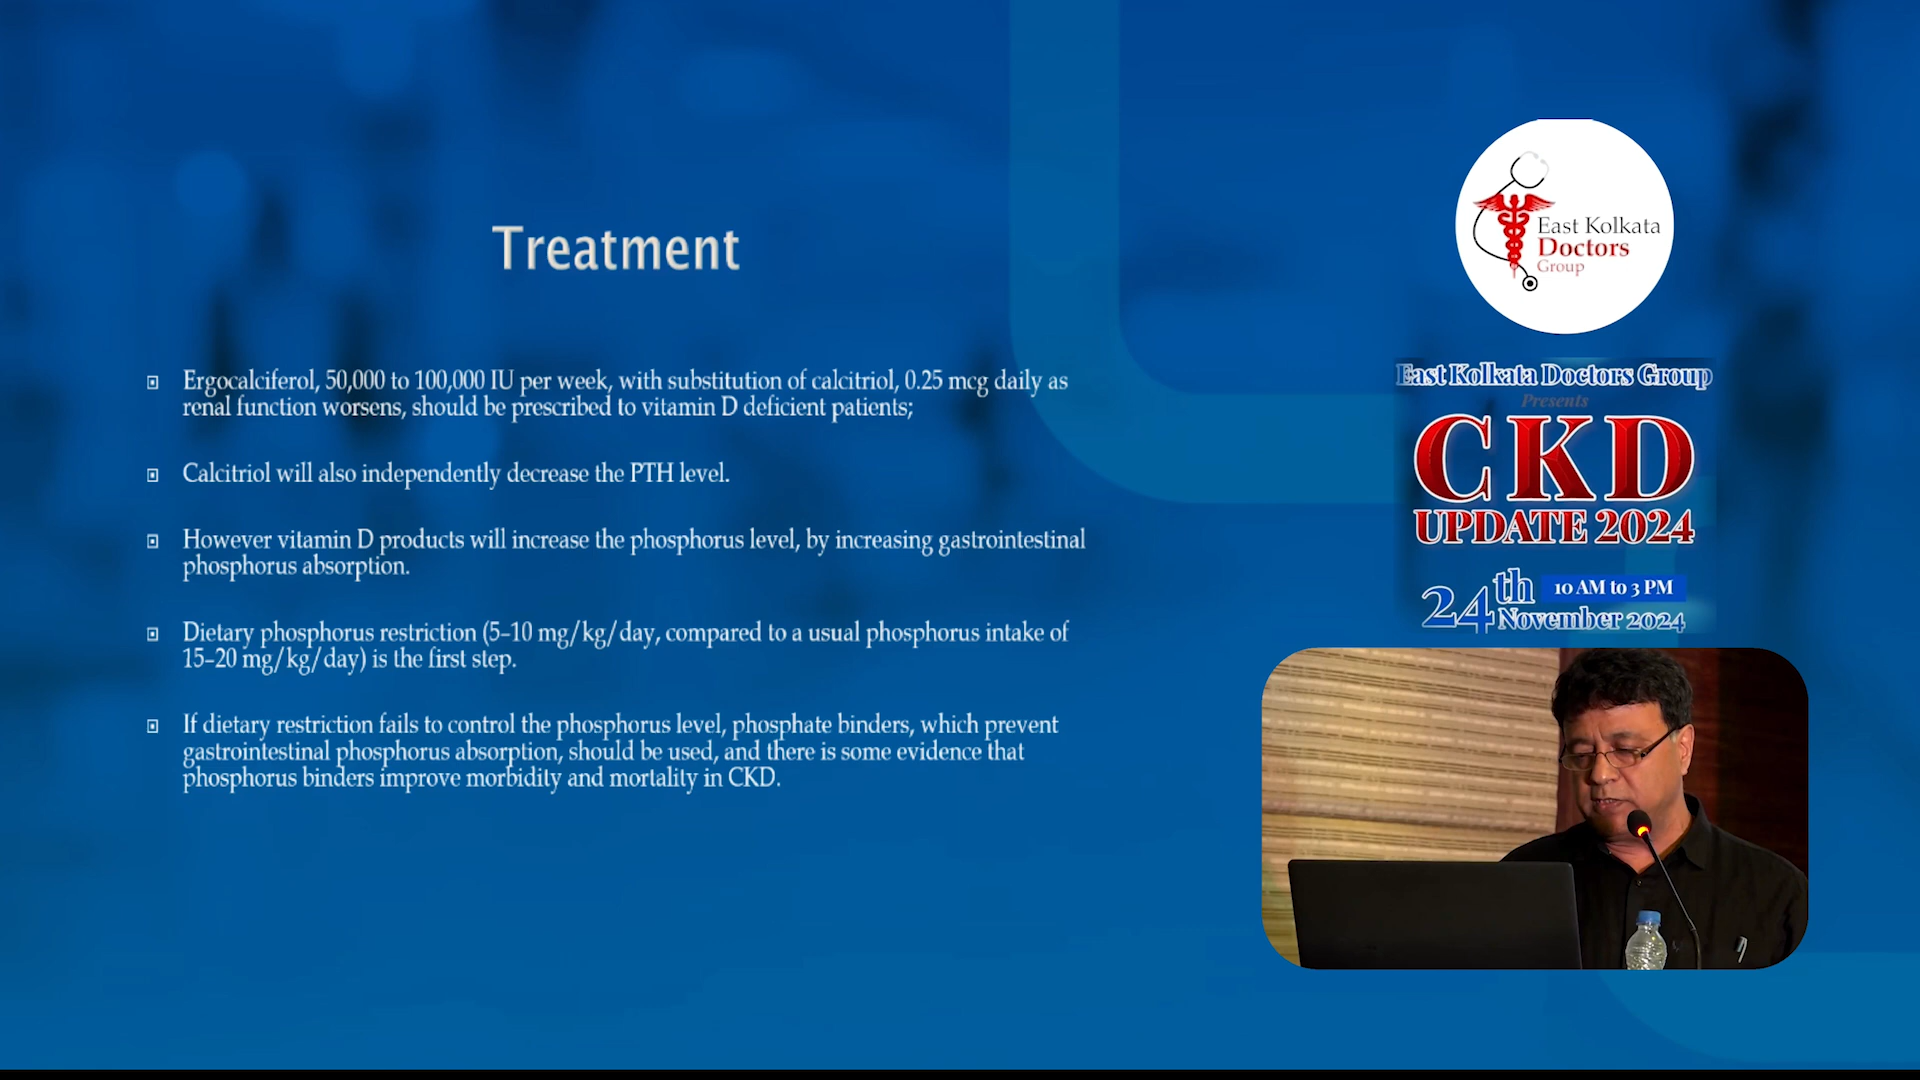 Treatment
Ergocalciferol, 50,000 to 100,000 IU per week, with substitution of calcitriol, 0.25 mcg daily as
renal function worsens, should be prescribed to vitamin D deficient patients;
Calcitriol will also independently decrease the PTH level.
However vitamin D products will increase the phosphorus level, by increasing gastrointestinal
phosphorus absorption.
Dietary phosphorus restriction (5–10 mg/kg/day, compared to a usual phosphorus intake of
15–20 mg/kg/day) is the first step.
If dietary restriction fails to control the phosphorus level, phosphate binders, which prevent
gastrointestinal phosphorus absorption, should be used, and there is some evidence that
phosphorus binders improve morbidity and mortality in CKD.
East Kolkata
Doctors
Group
East Kolkata Doctors Group
Presents
CKD
UPDATE 2024
24th 10 AM to 3 PM
November 2024